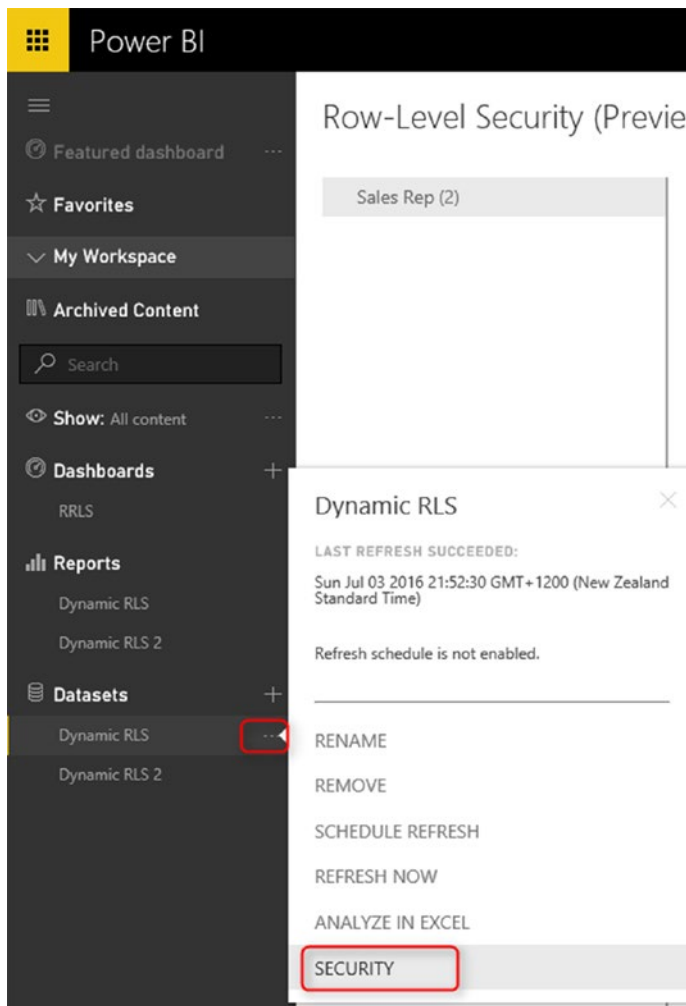 Power BI
Row-Level Security (Previe
Featured dashboard
Favorites
My Workspace
Archived Content
Search
Show: All content
Dashboards
RRLS
Reports
Dynamic RLS
Dynamic RLS 2
Datasets
Dynamic RLS
Dynamic RLS 2
Sales Rep (2)
Dynamic RLS
LAST REFRESH SUCCEEDED:
Sun Jul 03 2016 21:52:30 GMT+1200 (New Zealand
Standard Time)
Refresh schedule is not enabled.
RENAME
REMOVE
SCHEDULE REFRESH
REFRESH NOW
ANALYZE IN EXCEL
SECURITY